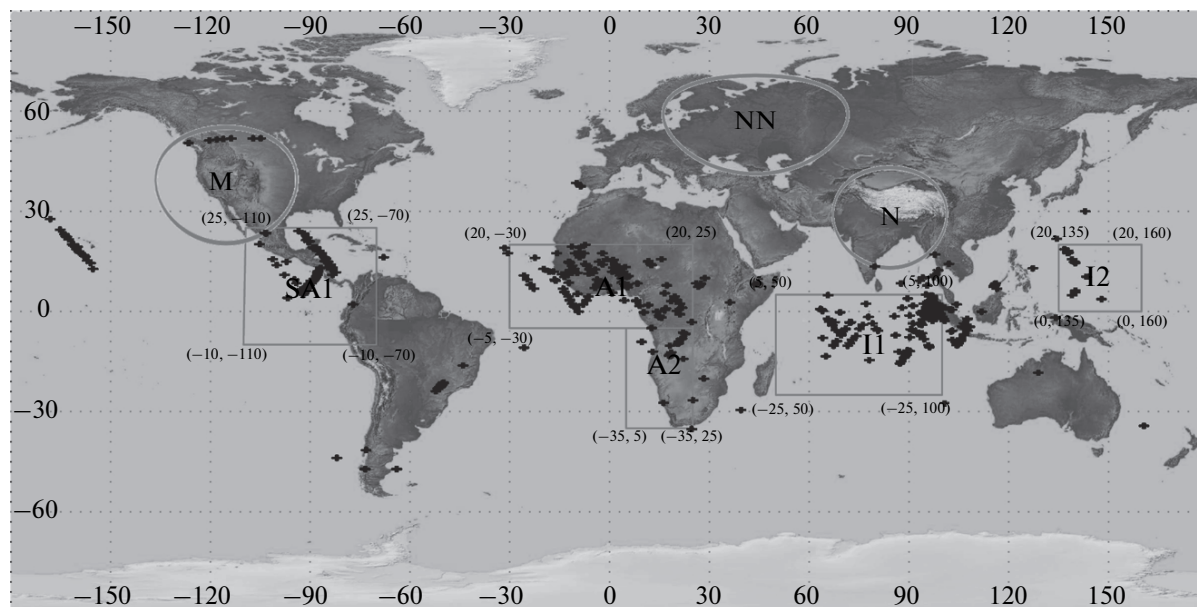 −150 −120 −90 −60 −30 0 30 60 90 120 150
60
NN
M
N
30
(25, −110) (25, −70)
(20, −30) (20, 25)
(20, 135) (20, 160)
I2
(5, 50) (5, 100)
SA1
A1
0
(0, 135) (0, 160)
(−5, −30)
I1
(−10, −110) (−10, −70)
A2
−30
(−25, 50) (−25, 100)
(−35, 5) (−35, 25)
−60
−150 −120 −90 −60 −30 0 30 60 90 120 150